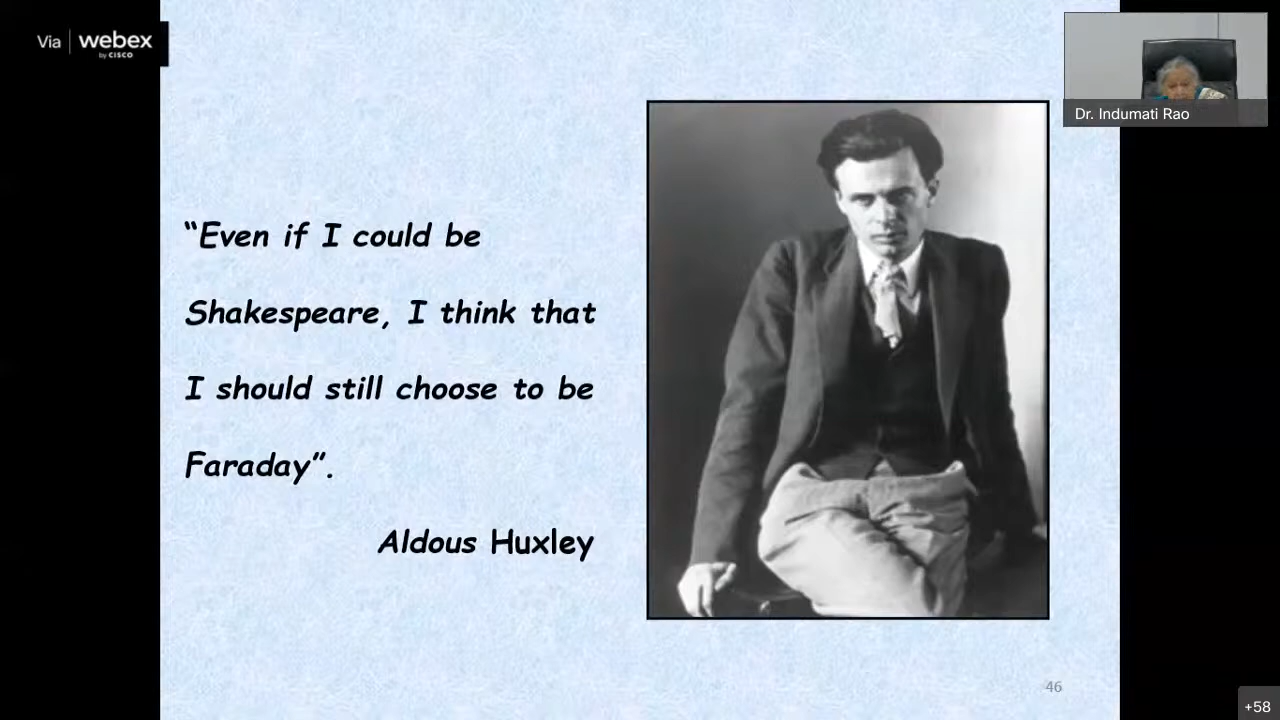 Via | webex
by CISCO
Dr. Indumati Rao
“Even if I could be
Shakespeare, I think that
I should still choose to be
Faraday”.
Aldous Huxley
46
+58